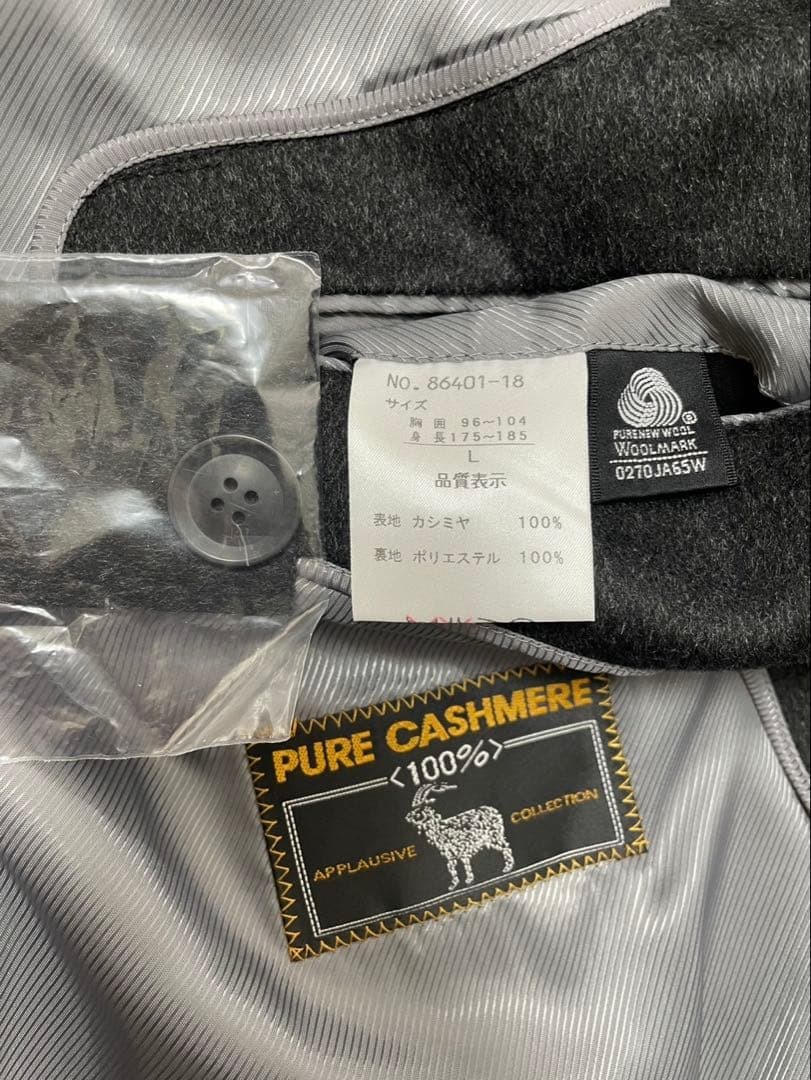 No. 86401-18
サイズ
胸囲 96~104
身長 175~185
L
品質表示
表地 カシミヤ 100%
裏地 ポリエステル 100%
PURE NEW WOOL
WOOLMARK
0270JA65W
PURE CASHMERE
<100%>
APPLAUSIVE COLLECTION